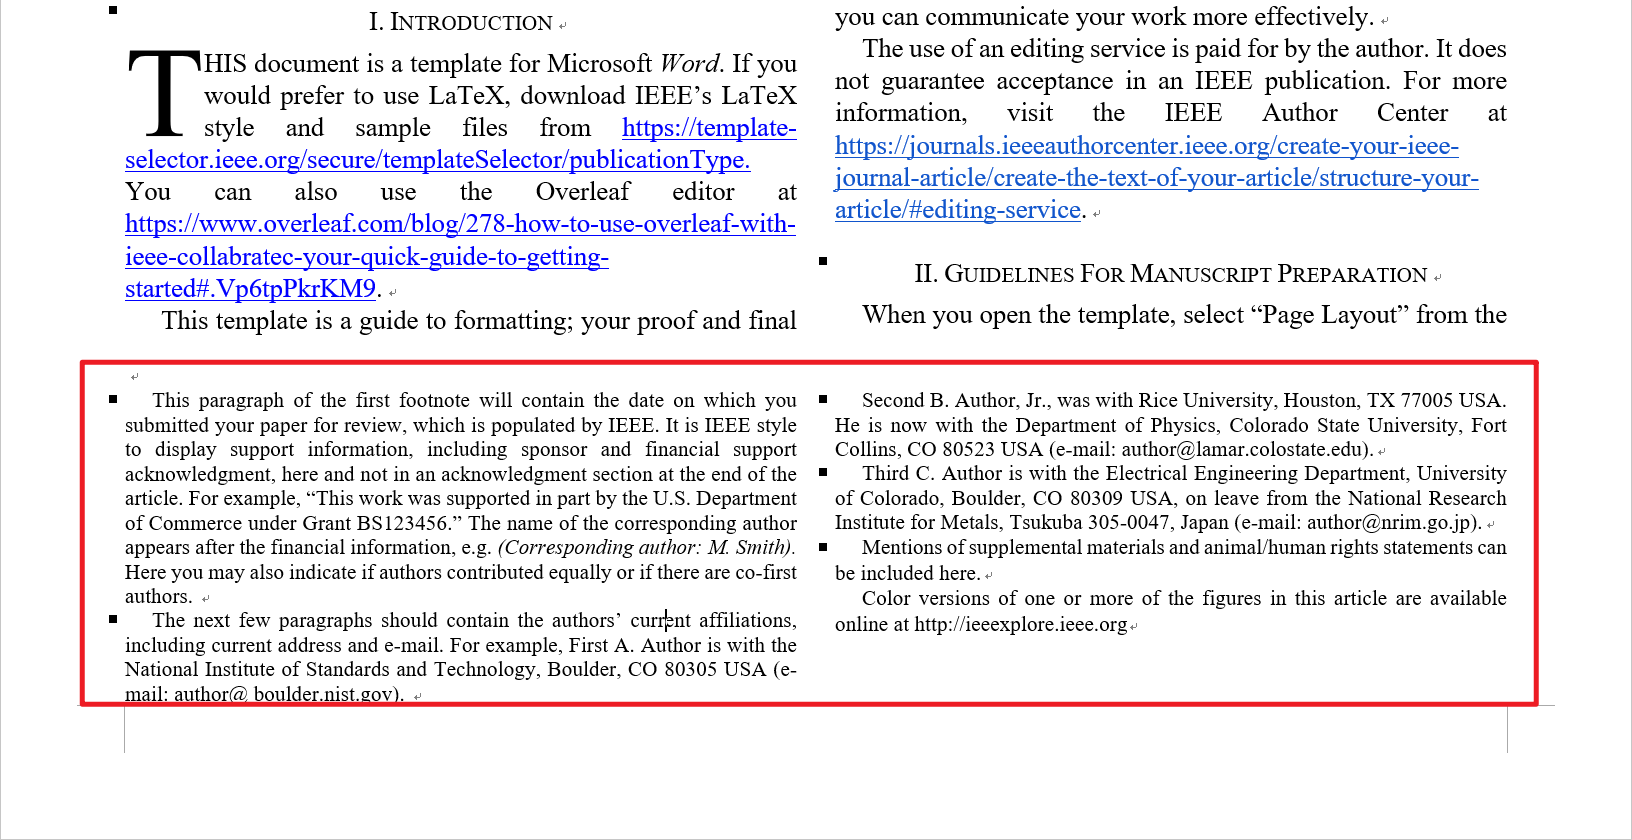 I. INTRODUCTION
THIS document is a template for Microsoft Word. If you
would prefer to use LaTeX, download IEEE’s LaTeX
style and sample files from https://template-
selector.ieee.org/secure/templateSelector/publicationType.
You can also use the Overleaf editor at
https://www.overleaf.com/blog/278-how-to-use-overleaf-with-
ieee-collabratec-your-quick-guide-to-getting-
started#.Vp6tpPkrKM9.
This template is a guide to formatting; your proof and final
you can communicate your work more effectively.
The use of an editing service is paid for by the author. It does
not guarantee acceptance in an IEEE publication. For more
information, visit the IEEE Author Center at
https://journals.ieeeauthorcenter.ieee.org/create-your-ieee-
journal-article/create-the-text-of-your-article/structure-your-
article/#editing-service.
II. GUIDELINES FOR MANUSCRIPT PREPARATION
When you open the template, select “Page Layout” from the
This paragraph of the first footnote will contain the date on which you
submitted your paper for review, which is populated by IEEE. It is IEEE style
to display support information, including sponsor and financial support
acknowledgment, here and not in an acknowledgment section at the end of the
article. For example, “This work was supported in part by the U.S. Department
of Commerce under Grant BS123456.” The name of the corresponding author
appears after the financial information, e.g. (Corresponding author: M. Smith).
Here you may also indicate if authors contributed equally or if there are co-first
authors.
The next few paragraphs should contain the authors’ current affiliations,
including current address and e-mail. For example, First A. Author is with the
National Institute of Standards and Technology, Boulder, CO 80305 USA (e-
mail: author@ boulder.nist.gov).
Second B. Author, Jr., was with Rice University, Houston, TX 77005 USA.
He is now with the Department of Physics, Colorado State University, Fort
Collins, CO 80523 USA (e-mail: author@lamar.colostate.edu).
Third C. Author is with the Electrical Engineering Department, University
of Colorado, Boulder, CO 80309 USA, on leave from the National Research
Institute for Metals, Tsukuba 305-0047, Japan (e-mail: author@nrim.go.jp).
Mentions of supplemental materials and animal/human rights statements can
be included here.
Color versions of one or more of the figures in this article are available
online at http://ieeexplore.ieee.org